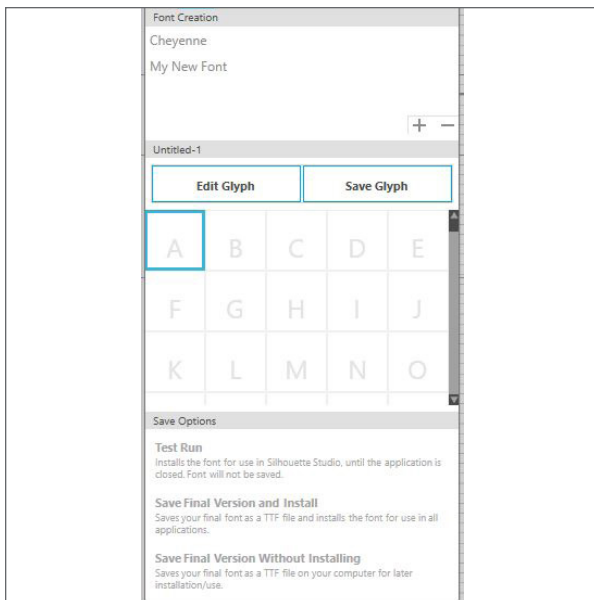 Font Creation
Cheyenne
My New Font
+ −
Untitled-1
Edit Glyph Save Glyph
A B C D E
F G H I J
K L M N O
Save Options
Test Run
Installs the font for use in Silhouette Studio, until the application is
closed. Font will not be saved.
Save Final Version and Install
Saves your final font as a TTF file and installs the font for use in all
applications.
Save Final Version Without Installing
Saves your final font as a TTF file on your computer for later
installation/use.